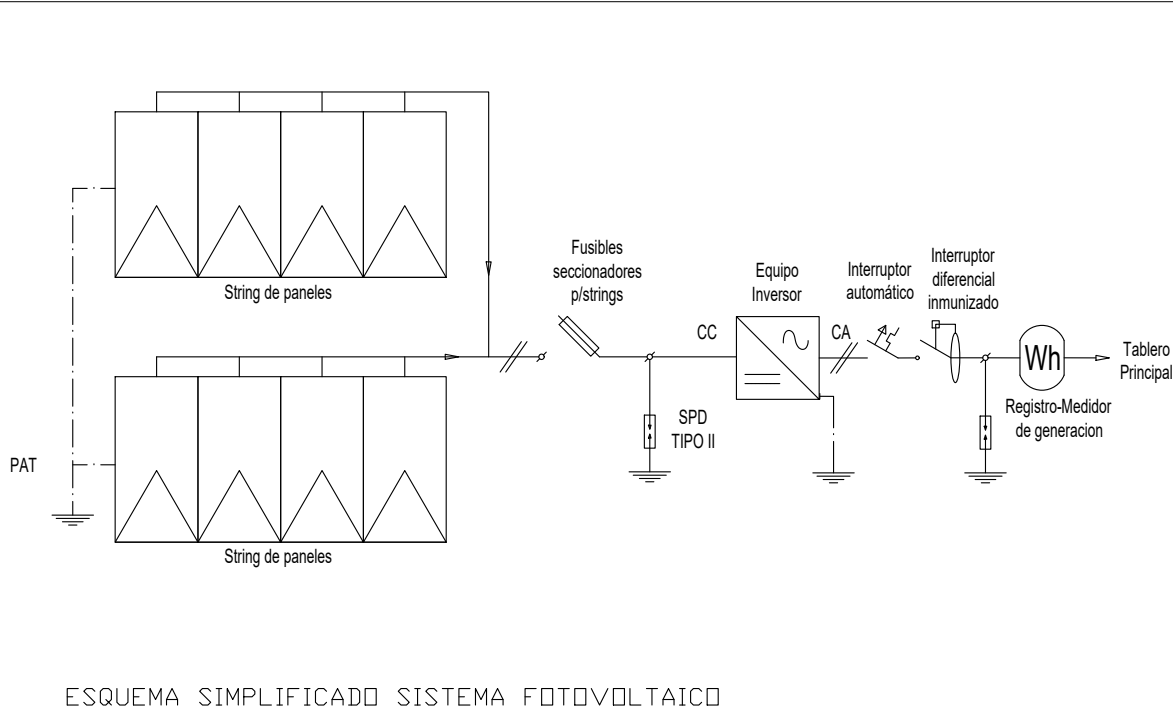 String de paneles
Fusibles
seccionadores
p/strings
Equipo
Inversor
Interruptor
automático
Interruptor
diferencial
inmunizado
CC
CA
Wh
Tablero
Principal
Registro-Medidor
de generacion
SPD
TIPO II
PAT
String de paneles
ESQUEMA SIMPLIFICADO SISTEMA FOTOVOLTAICO